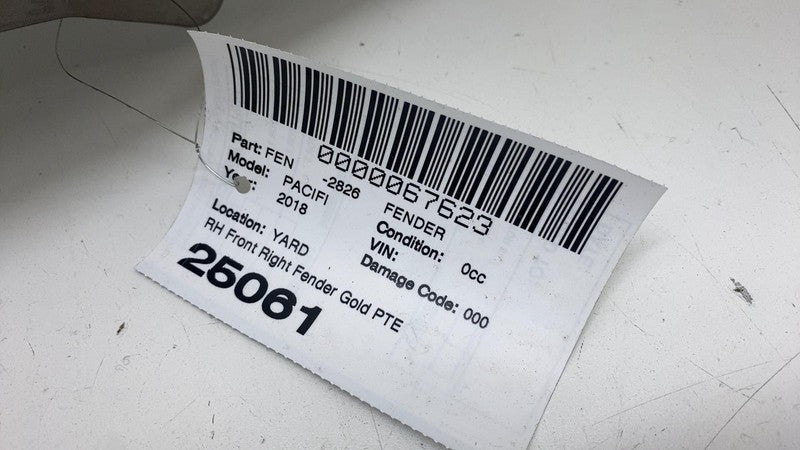 0000067623
Part: FEN -2826 FENDER
Model: PACIFI Condition: 0cc
2018 VIN:
Location: YARD Damage Code: 000
RH Front Right Fender Gold PTE
25061